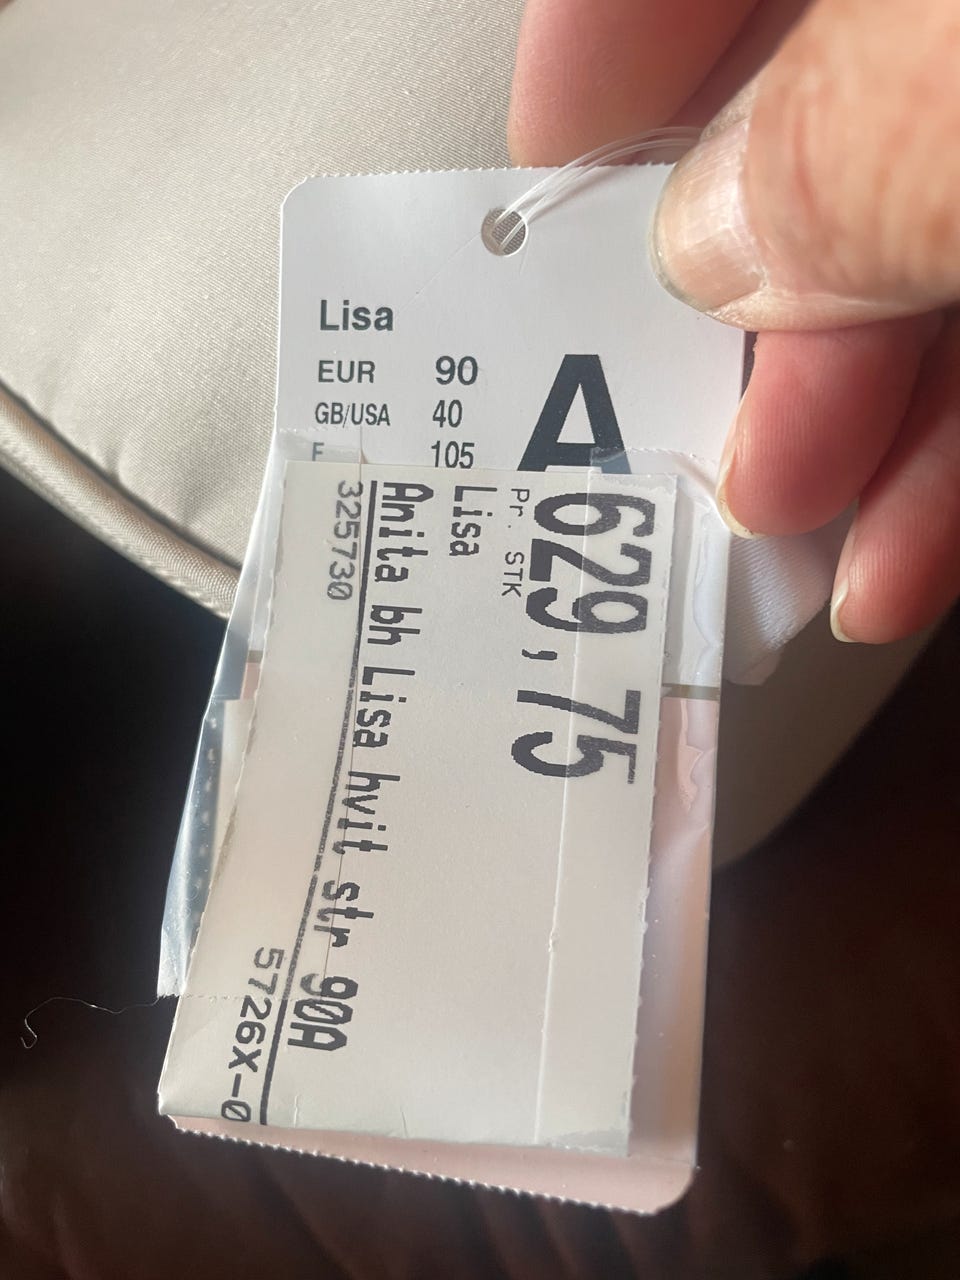 Lisa
EUR 90
GB/USA 40
F 105
A
629,75
Pr. STK
Lisa
Anita bh Lisa hvit str 90A
325730
5726X-0